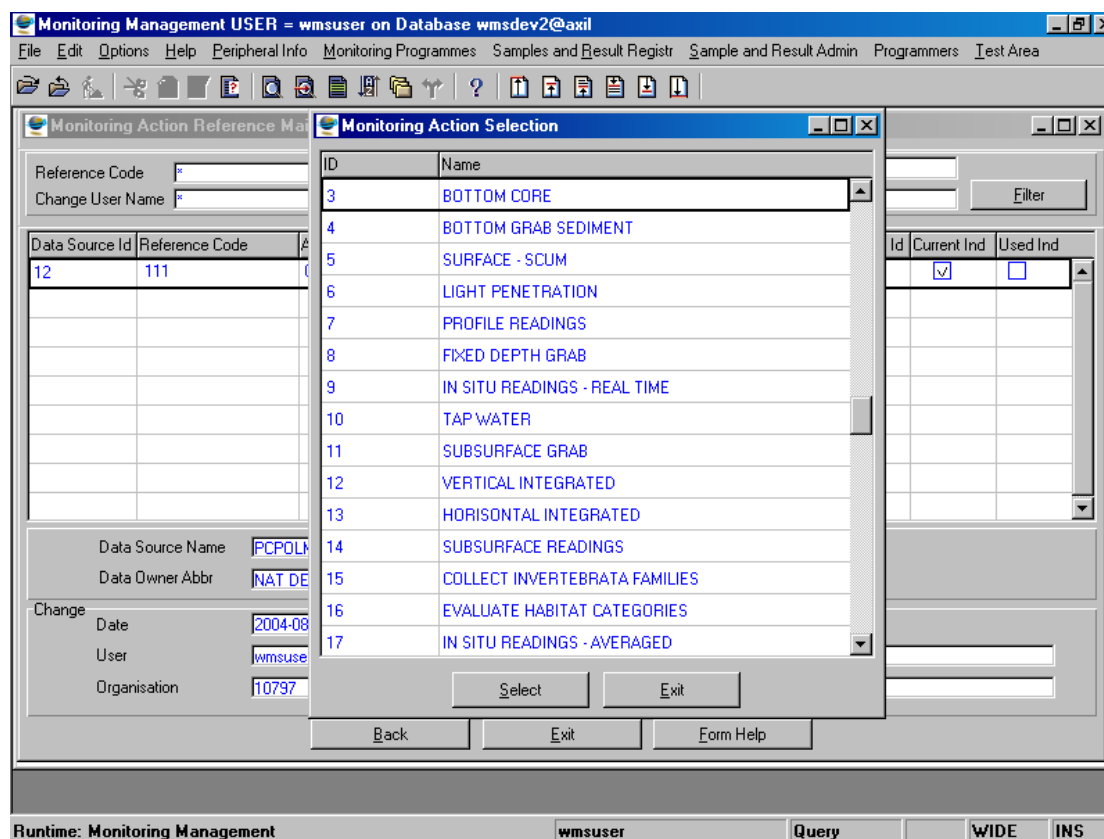 Monitoring Management USER = wmsuser on Database wmsdev2@axil
File Edit Options Help Peripheral Info Monitoring Programmes Samples and Result Registr Sample and Result Admin Programmers Test Area
Monitoring Action Reference Mai
Monitoring Action Selection
Reference Code *
Change User Name *
Filter
Data Source Id Reference Code
Id Current Ind Used Ind
12 111
ID Name
3 BOTTOM CORE
4 BOTTOM GRAB SEDIMENT
5 SURFACE - SCUM
6 LIGHT PENETRATION
7 PROFILE READINGS
8 FIXED DEPTH GRAB
9 IN SITU READINGS - REAL TIME
10 TAP WATER
11 SUBSURFACE GRAB
12 VERTICAL INTEGRATED
13 HORISONTAL INTEGRATED
14 SUBSURFACE READINGS
15 COLLECT INVERTEBRATA FAMILIES
16 EVALUATE HABITAT CATEGORIES
17 IN SITU READINGS - AVERAGED
Select Exit
Data Source Name PCPOLM
Data Owner Abbr NAT DE
Change
Date 2004-08
User wmsuse
Organisation 10797
Back Exit Form Help
Runtime: Monitoring Management wmsuser Query WIDE INS